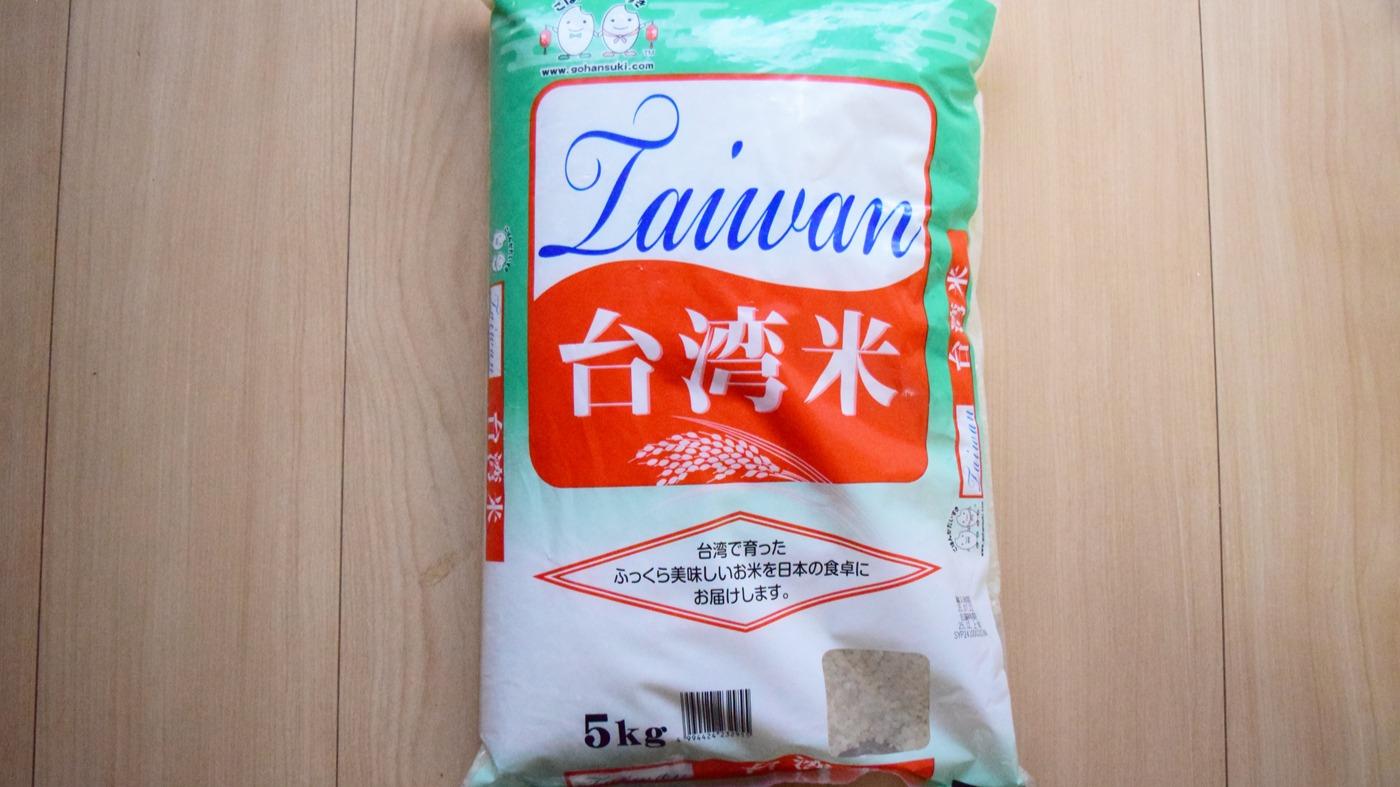 www.gohansuki.com
TM
Taiwan
台湾米
台湾で育った
ふっくら美味しいお米を日本の食卓に
お届けします。
5kg
Taiwan
台湾米
台湾米
Taiwan